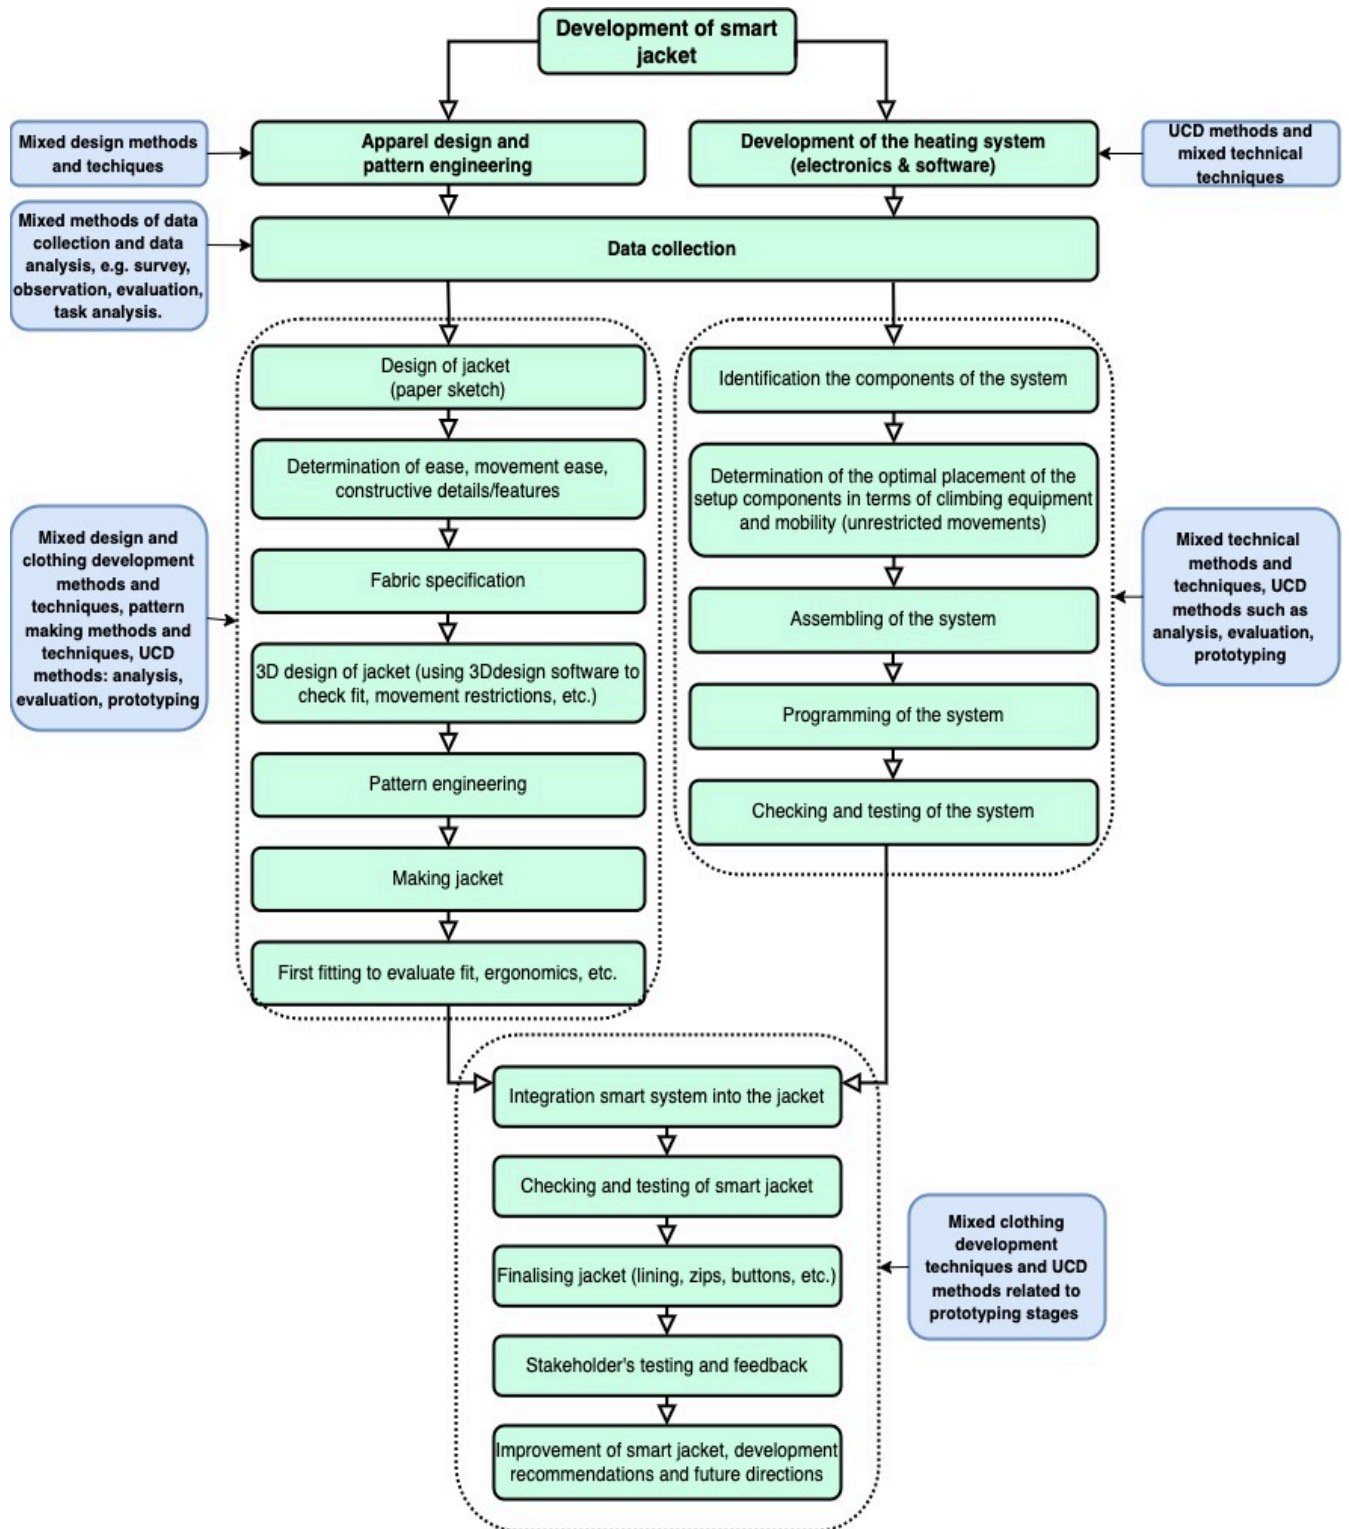 Development of smart
jacket
Mixed design methods
and techiques
Apparel design and
pattern engineering
Development of the heating system
(electronics & software)
UCD methods and
mixed technical
techniques
Mixed methods of data
collection and data
analysis, e.g. survey,
observation, evaluation,
task analysis.
Data collection
Design of jacket
(paper sketch)
Determination of ease, movement ease,
constructive details/features
Fabric specification
3D design of jacket (using 3Ddesign software to
check fit, movement restrictions, etc.)
Pattern engineering
Making jacket
First fitting to evaluate fit, ergonomics, etc.
Mixed design and
clothing development
methods and
techniques, pattern
making methods and
techniques, UCD
methods: analysis,
evaluation, prototyping
Identification the components of the system
Determination of the optimal placement of the
setup components in terms of climbing equipment
and mobility (unrestricted movements)
Assembling of the system
Programming of the system
Checking and testing of the system
Mixed technical
methods and
techniques, UCD
methods such as
analysis, evaluation,
prototyping
Integration smart system into the jacket
Checking and testing of smart jacket
Finalising jacket (lining, zips, buttons, etc.)
Stakeholder's testing and feedback
Improvement of smart jacket, development
recommendations and future directions
Mixed clothing
development
techniques and UCD
methods related to
prototyping stages